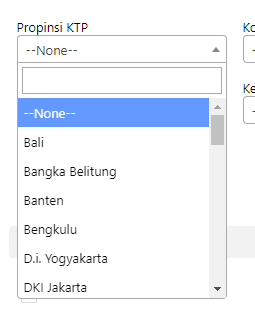 Propinsi KTP
--None--
--None--
Bali
Bangka Belitung
Banten
Bengkulu
D.i. Yogyakarta
DKI Jakarta